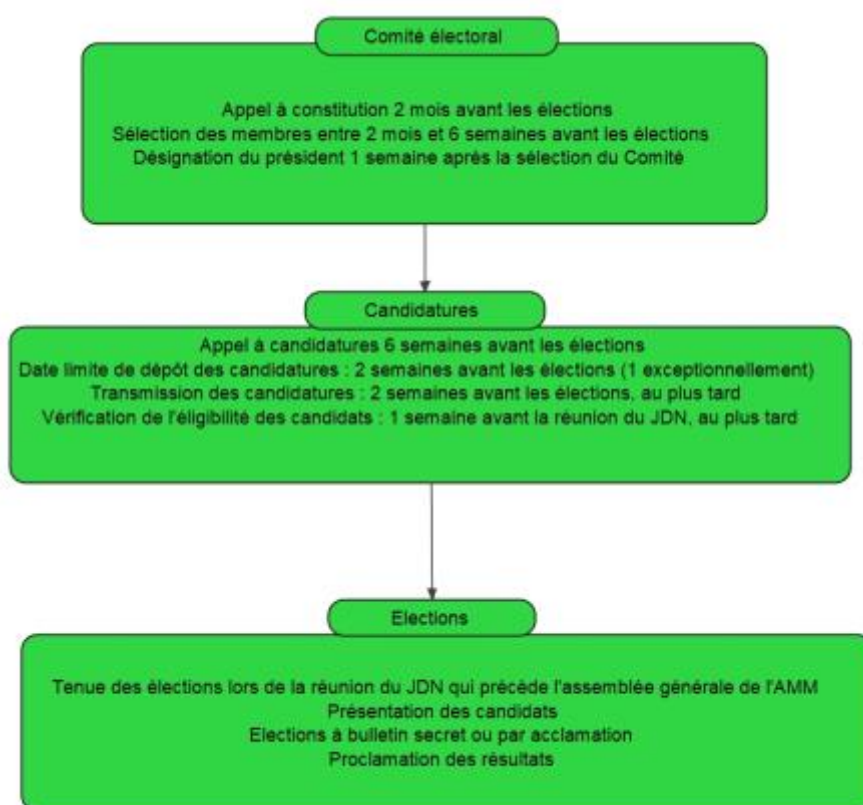 Comité électoral
Appel à constitution 2 mois avant les élections
Sélection des membres entre 2 mois et 6 semaines avant les élections
Désignation du président 1 semaine après la sélection du Comité
Candidatures
Appel à candidatures 6 semaines avant les élections
Date limite de dépôt des candidatures : 2 semaines avant les élections (1 exceptionnellement)
Transmission des candidatures : 2 semaines avant les élections, au plus tard
Vérification de l'éligibilité des candidats : 1 semaine avant la réunion du JDN, au plus tard
Elections
Tenue des élections lors de la réunion du JDN qui précède l'assemblée générale de l'AMM
Présentation des candidats
Elections à bulletin secret ou par acclamation
Proclamation des résultats